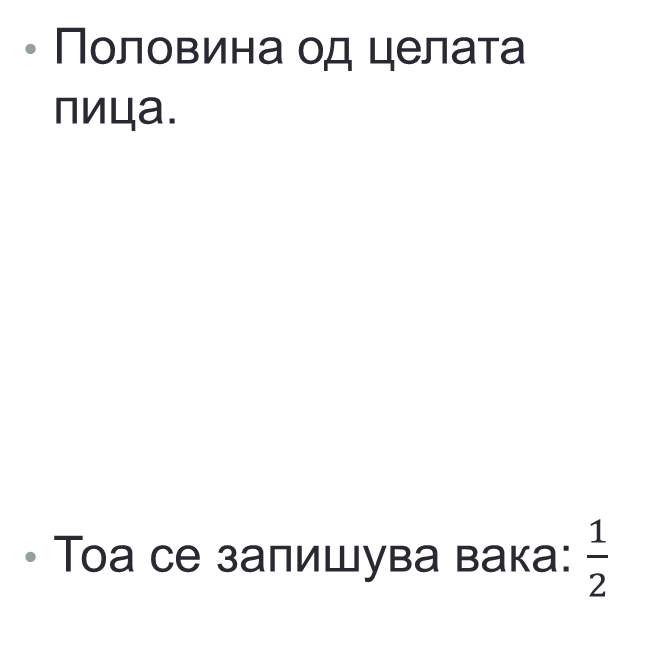 • Половина од целата
пица.
• Тоа се запишува вака: 1/2